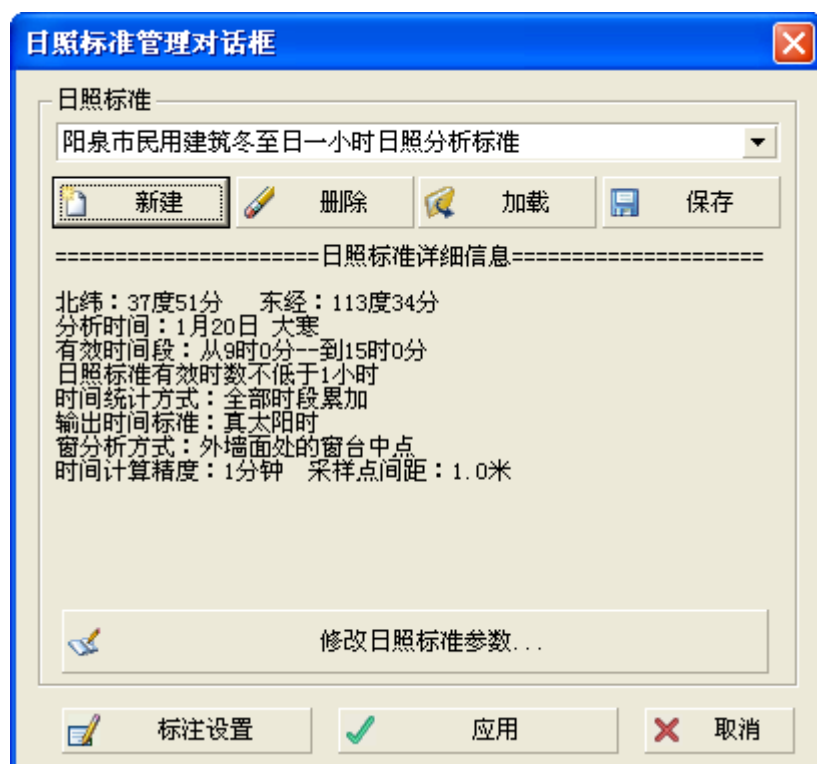 日照标准管理对话框
日照标准
阳泉市民用建筑冬至日一小时日照分析标准
新建 删除 加载 保存
======================日照标准详细信息=====================
北纬：37度51分 东经：113度34分
分析时间：1月20日 大寒
有效时间段：从9时0分--到15时0分
日照标准有效时数不低于1小时
时间统计方式：全部时段累加
输出时间标准：真太阳时
窗分析方式：外墙面处的窗台中点
时间计算精度：1分钟 采样点间距：1.0米
修改日照标准参数...
标注设置 应用 取消